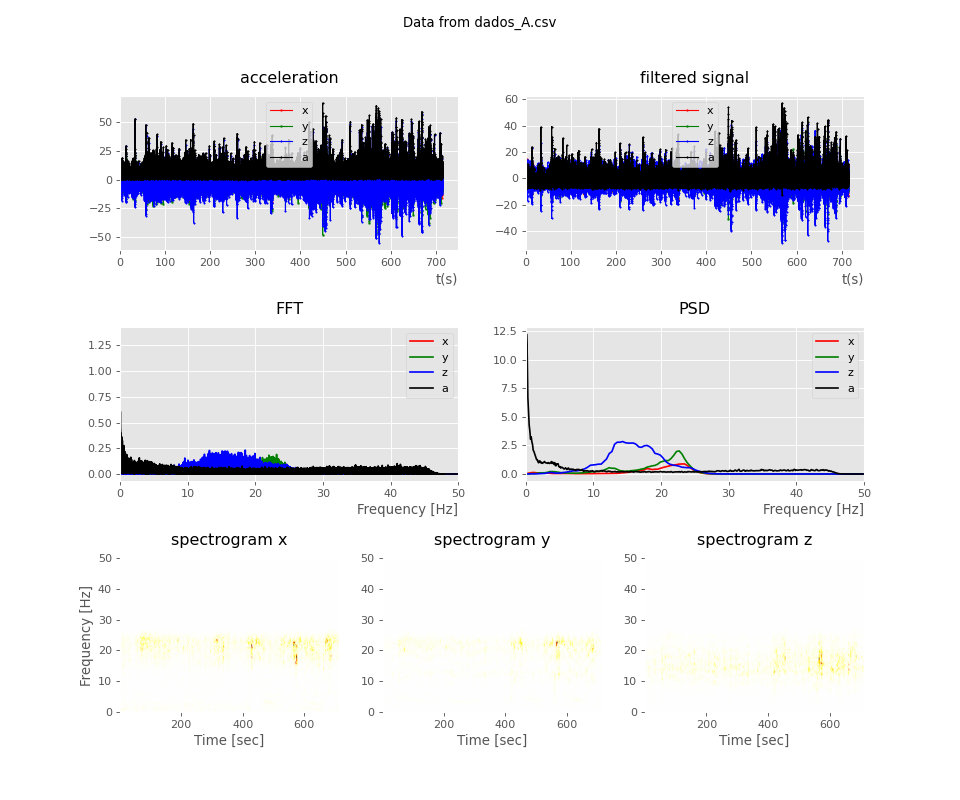 Data from dados_A.csv
acceleration
50
25
0
−25
−50
x
y
z
a
0 100 200 300 400 500 600 700
t(s)
filtered signal
60
40
20
0
−20
−40
x
y
z
a
0 100 200 300 400 500 600 700
t(s)
FFT
1.25
1.00
0.75
0.50
0.25
0.00
x
y
z
a
0 10 20 30 40 50
Frequency [Hz]
PSD
12.5
10.0
7.5
5.0
2.5
0.0
x
y
z
a
0 10 20 30 40 50
Frequency [Hz]
spectrogram x
Frequency [Hz]
50
40
30
20
10
0
200 400 600
Time [sec]
spectrogram y
50
40
30
20
10
0
200 400 600
Time [sec]
spectrogram z
50
40
30
20
10
0
200 400 600
Time [sec]